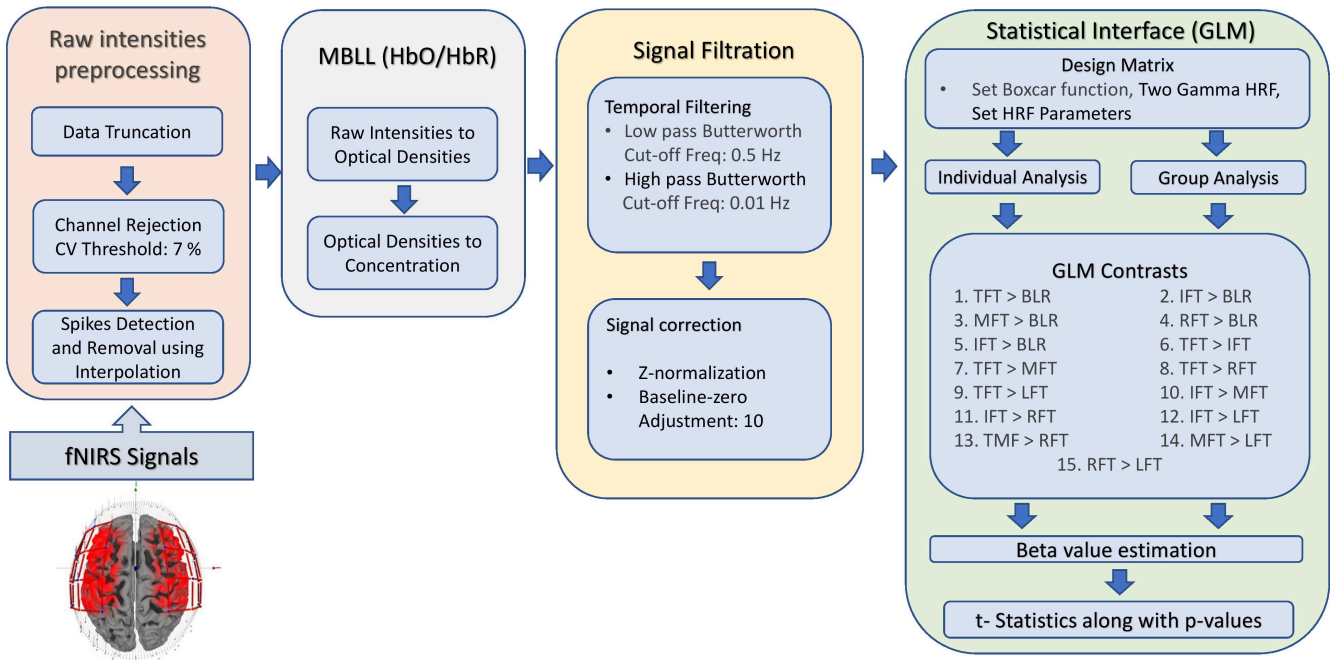 Raw intensities
preprocessing
Data Truncation
Channel Rejection
CV Threshold: 7 %
Spikes Detection
and Removal using
Interpolation
fNIRS Signals
MBLL (HbO/HbR)
Raw Intensities to
Optical Densities
Optical Densities to
Concentration
Signal Filtration
Temporal Filtering
• Low pass Butterworth
Cut-off Freq: 0.5 Hz
• High pass Butterworth
Cut-off Freq: 0.01 Hz
Signal correction
• Z-normalization
• Baseline-zero
Adjustment: 10
Statistical Interface (GLM)
Design Matrix
• Set Boxcar function, Two Gamma HRF,
Set HRF Parameters
Individual Analysis
Group Analysis
GLM Contrasts
1. TFT > BLR 2. IFT > BLR
3. MFT > BLR 4. RFT > BLR
5. IFT > BLR 6. TFT > IFT
7. TFT > MFT 8. TFT > RFT
9. TFT > LFT 10. IFT > MFT
11. IFT > RFT 12. IFT > LFT
13. TMF > RFT 14. MFT > LFT
15. RFT > LFT
Beta value estimation
t- Statistics along with p-values